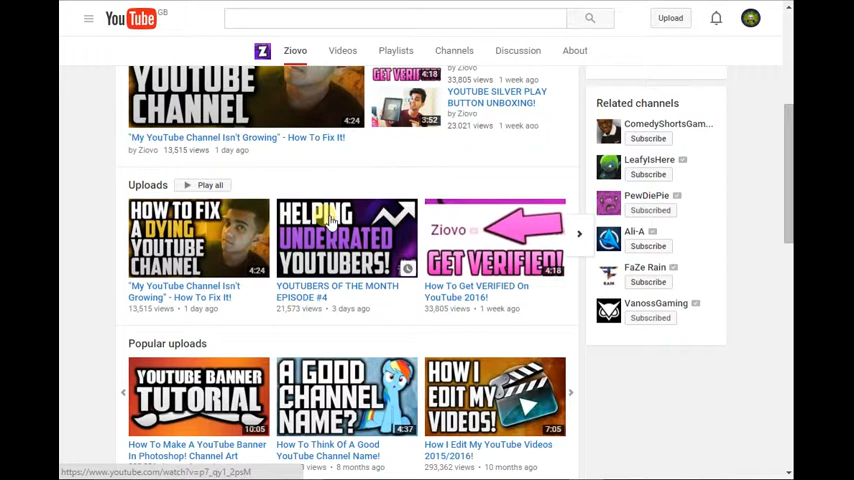 YouTube GB
Upload
Z Ziovo Videos Playlists Channels Discussion About
YOUTUBE
CHANNEL
4:24
"My YouTube Channel Isn't Growing" - How To Fix It!
by Ziovo 13,515 views 1 day ago
GET VERIFIED
4:18
by Ziovo
33,805 views 1 week ago
3:52
YOUTUBE SILVER PLAY
BUTTON UNBOXING!
by Ziovo
23,021 views 1 week ago
Uploads Play all
HOW TO FIX
A DYING
YOUTUBE
CHANNEL
4:24
"My YouTube Channel Isn't
Growing" - How To Fix It!
13,515 views 1 day ago
HELPING
UNDERRATED
YOUTUBERS!
YOUTUBERS OF THE MONTH
EPISODE #4
21,573 views 3 days ago
Ziovo
GET VERIFIED!
4:18
How To Get VERIFIED On
YouTube 2016!
33,805 views 1 week ago
Popular uploads
YOUTUBE BANNER
TUTORIAL
10:05
How To Make A YouTube Banner
In Photoshop! Channel Art
A GOOD
CHANNEL
NAME?
4:37
How To Think Of A Good
YouTube Channel Name!
views 8 months ago
HOW I
EDIT MY
VIDEOS!
7:05
How I Edit My YouTube Videos
2015/2016!
293,362 views 10 months ago
Related channels
ComedyShortsGam...
Subscribe
LeafyIsHere
Subscribe
PewDiePie
Subscribed
Ali-A
Subscribe
FaZe Rain
Subscribe
VanossGaming
Subscribed
https://www.youtube.com/watch?v=p7_qy1_2psM